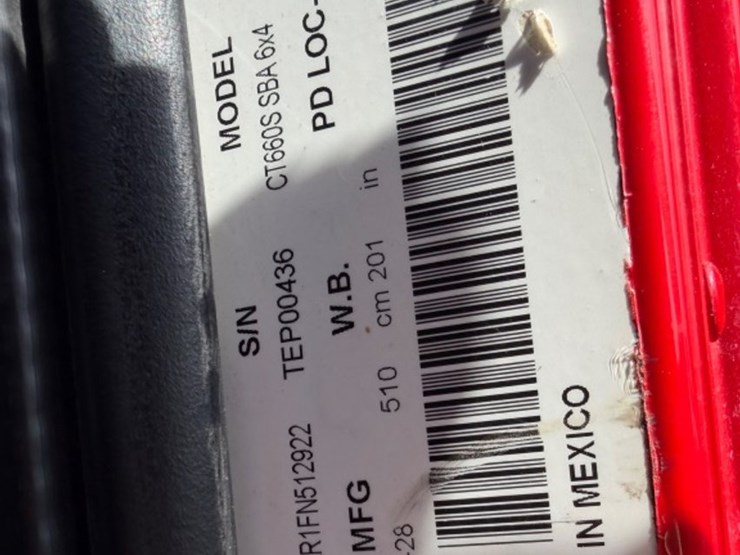 S/N MODEL
R1FN512922 TEP00436 CT660S SBA 6x4
MFG W.B. PD LOC-
-28 510 cm 201 in
IN MEXICO